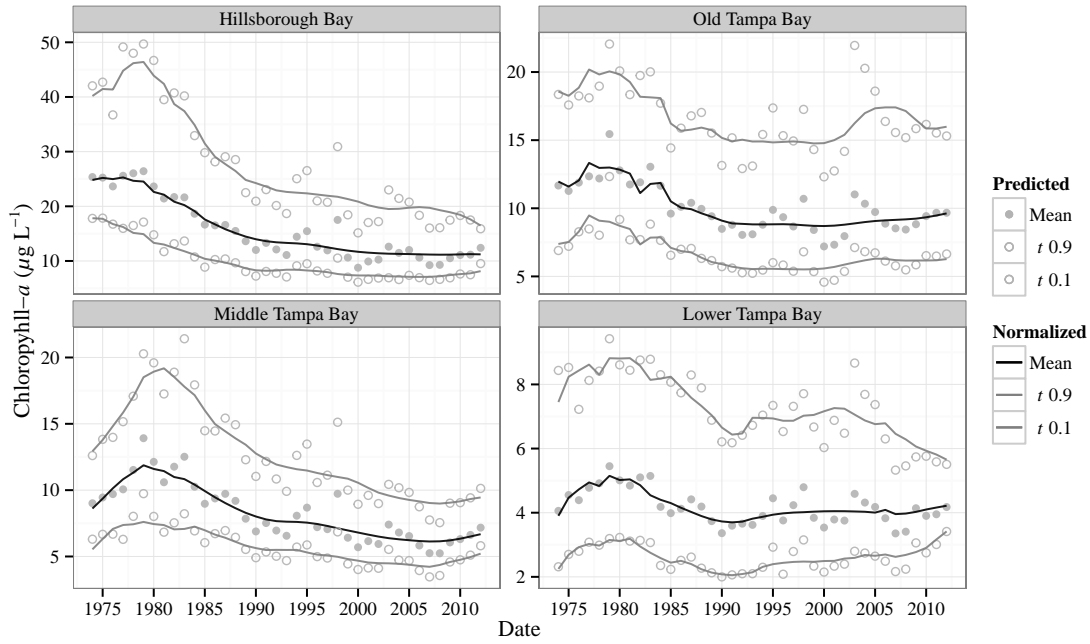 Hillsborough Bay
Old Tampa Bay
50
40
30
20
10
20
15
10
5
Middle Tampa Bay
Lower Tampa Bay
20
15
10
5
8
6
4
2
1975 1980 1985 1990 1995 2000 2005 2010
1975 1980 1985 1990 1995 2000 2005 2010
Date
Chloropyhll−a (μg L⁻¹)
Predicted
Mean
t 0.9
t 0.1
Normalized
Mean
t 0.9
t 0.1